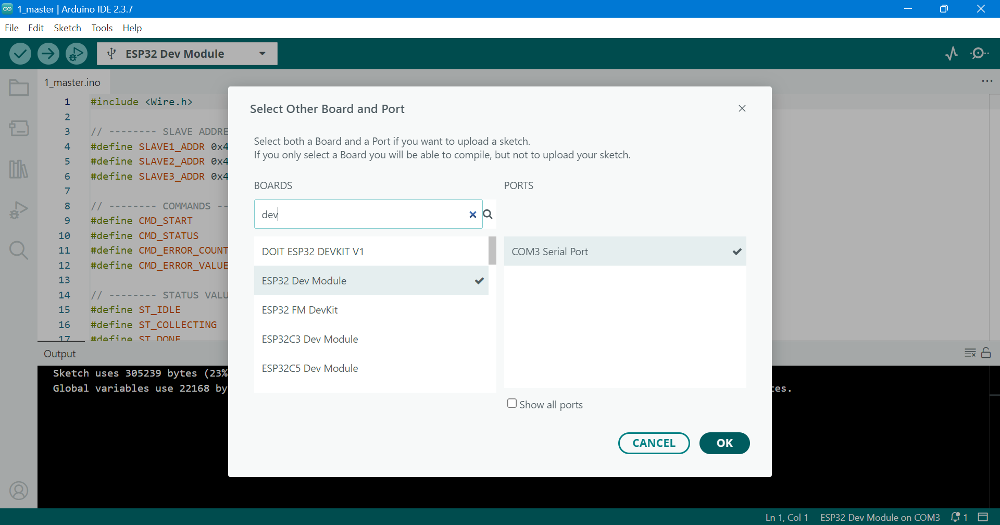 1_master | Arduino IDE 2.3.7
File Edit Sketch Tools Help
ESP32 Dev Module
1_master.ino
1 #include <Wire.h>
2
3 // -------- SLAVE ADDRE
4 #define SLAVE1_ADDR 0x4
5 #define SLAVE2_ADDR 0x4
6 #define SLAVE3_ADDR 0x4
7
8 // -------- COMMANDS --
9 #define CMD_START
10 #define CMD_STATUS
11 #define CMD_ERROR_COUNT
12 #define CMD_ERROR_VALUE
13
14 // -------- STATUS VALU
15 #define ST_IDLE
16 #define ST_COLLECTING
17 #define ST_DONE
Select Other Board and Port
Select both a Board and a Port if you want to upload a sketch.
If you only select a Board you will be able to compile, but not to upload your sketch.
BOARDS
dev
DOIT ESP32 DEVKIT V1
ESP32 Dev Module
ESP32 FM DevKit
ESP32C3 Dev Module
ESP32C5 Dev Module
PORTS
COM3 Serial Port
Show all ports
CANCEL OK
Output
Sketch uses 305239 bytes (23%
Global variables use 22168 by tes.
Ln 1, Col 1 ESP32 Dev Module on COM3 1